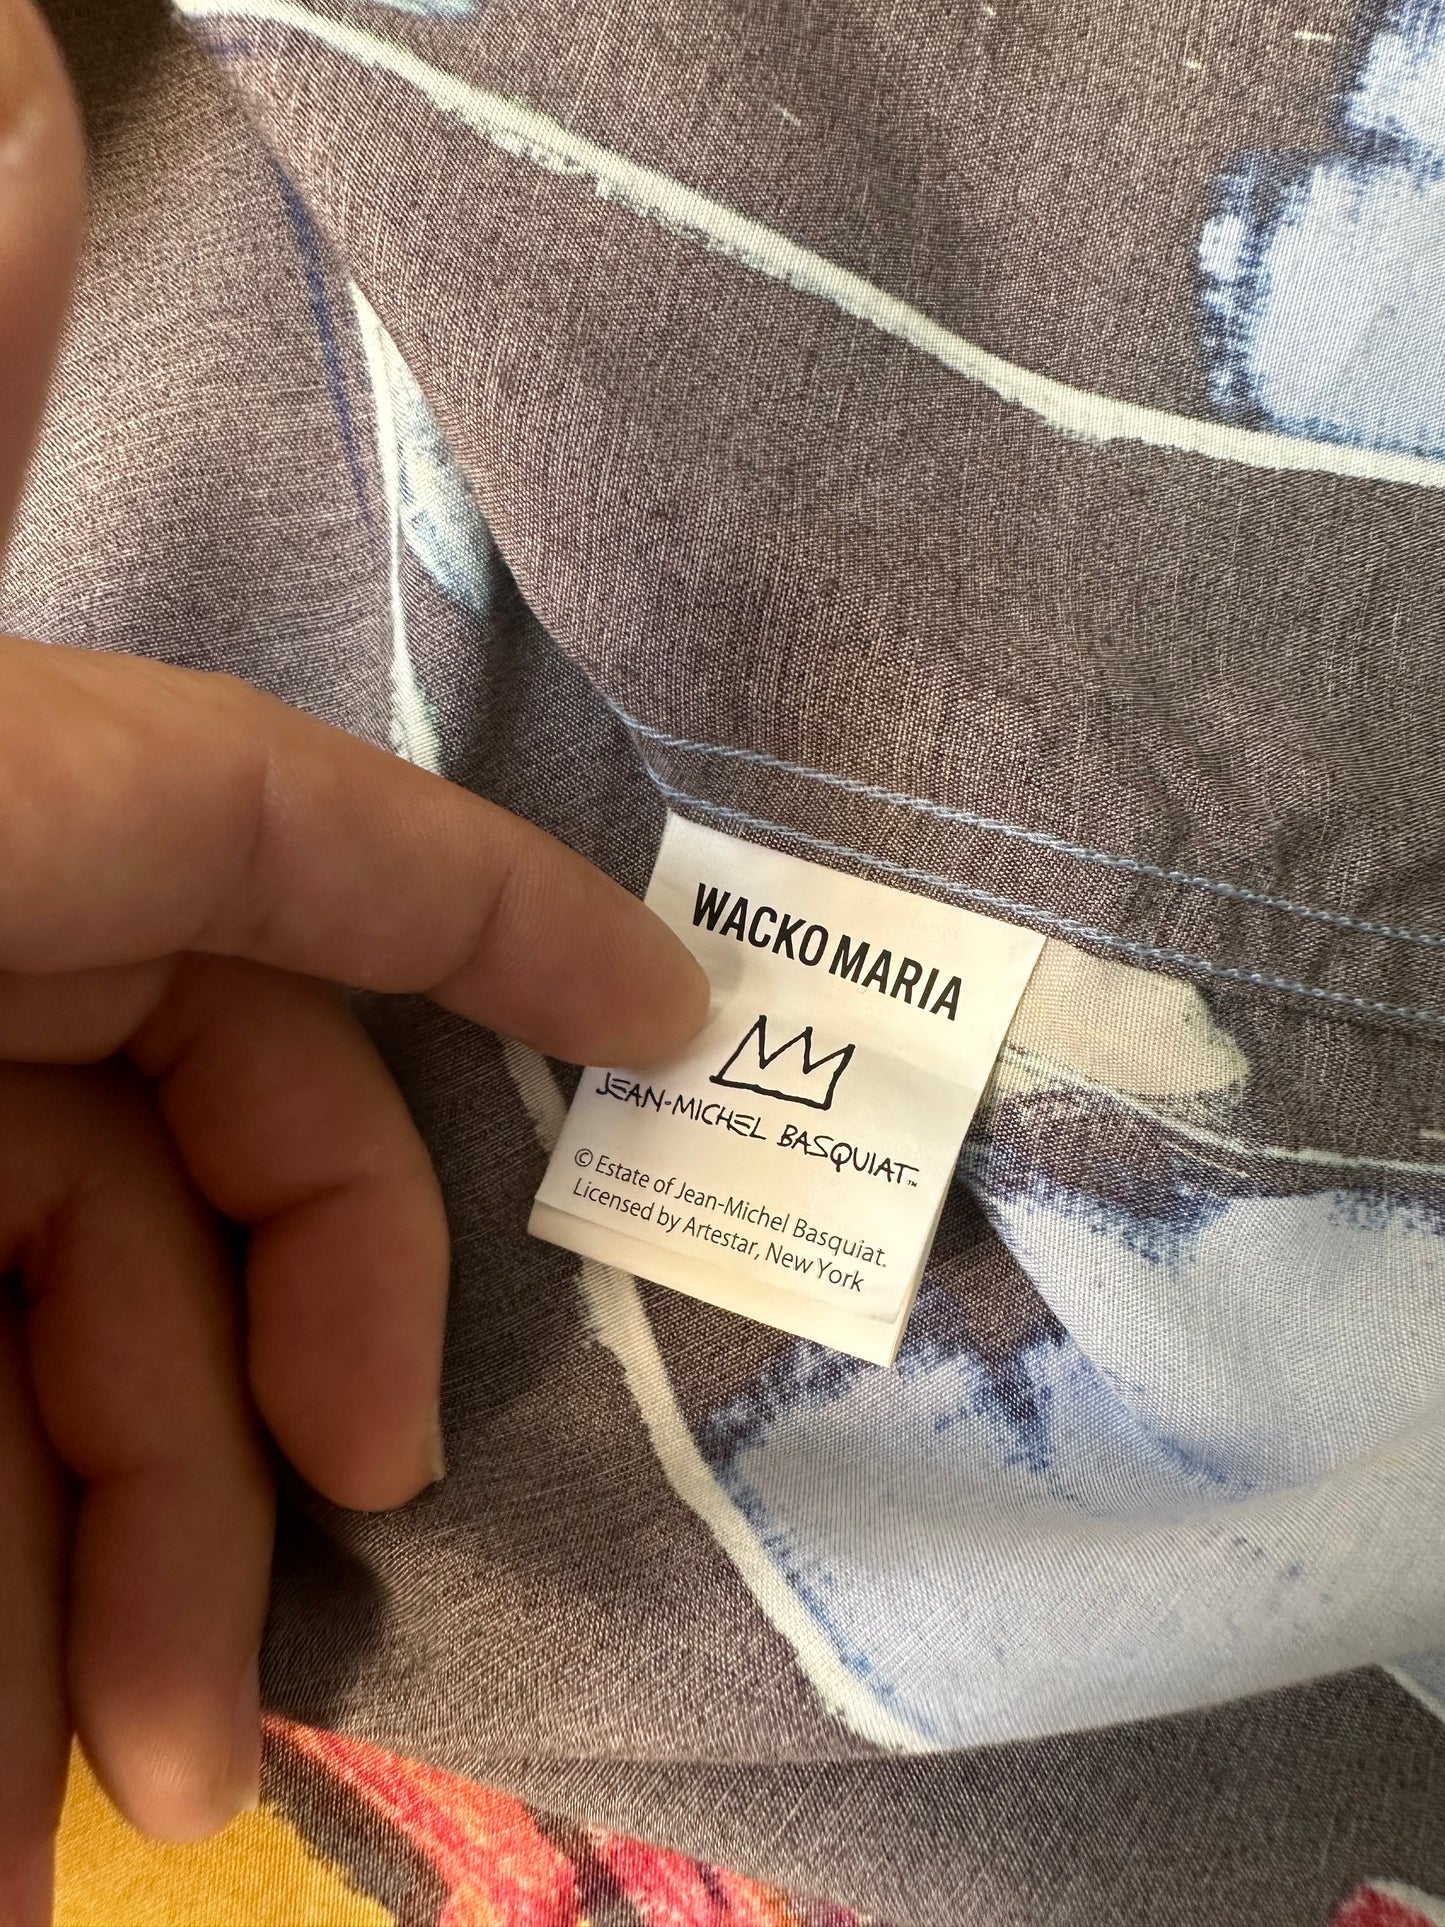 WACKO MARIA
JEAN-MICHEL BASQUIAT™
© Estate of Jean-Michel Basquiat.
Licensed by Artestar, New York